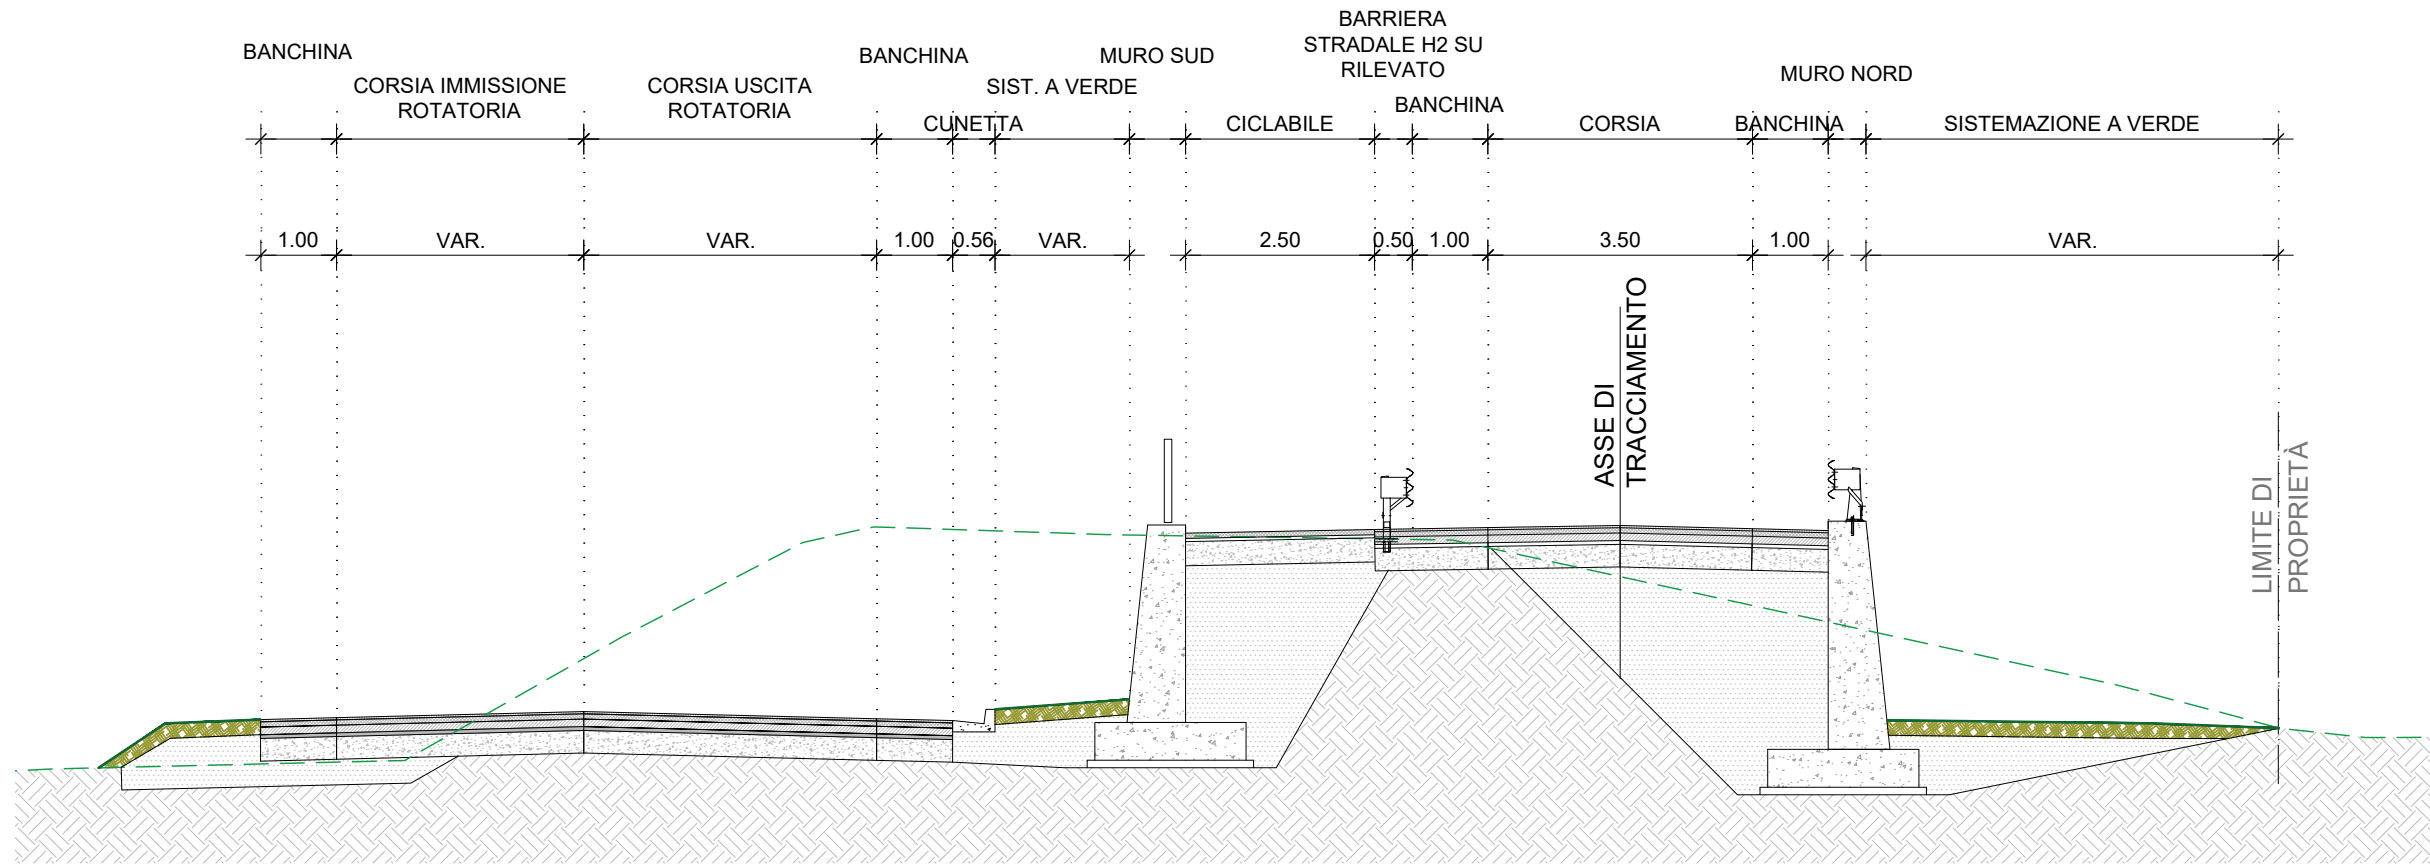 BARRIERA
STRADALE H2 SU
RILEVATO
BANCHINA
BANCHINA
MURO SUD
MURO NORD
CORSIA IMMISSIONE
ROTATORIA
CORSIA USCITA
ROTATORIA
SIST. A VERDE
BANCHINA
CUNETTA
CICLABILE
CORSIA
BANCHINA
SISTEMAZIONE A VERDE
1.00
VAR.
VAR.
1.00
0.56
VAR.
2.50
0.50
1.00
3.50
1.00
VAR.
ASSE DI
TRACCIAMENTO
LIMITE DI
PROPRIETÀ